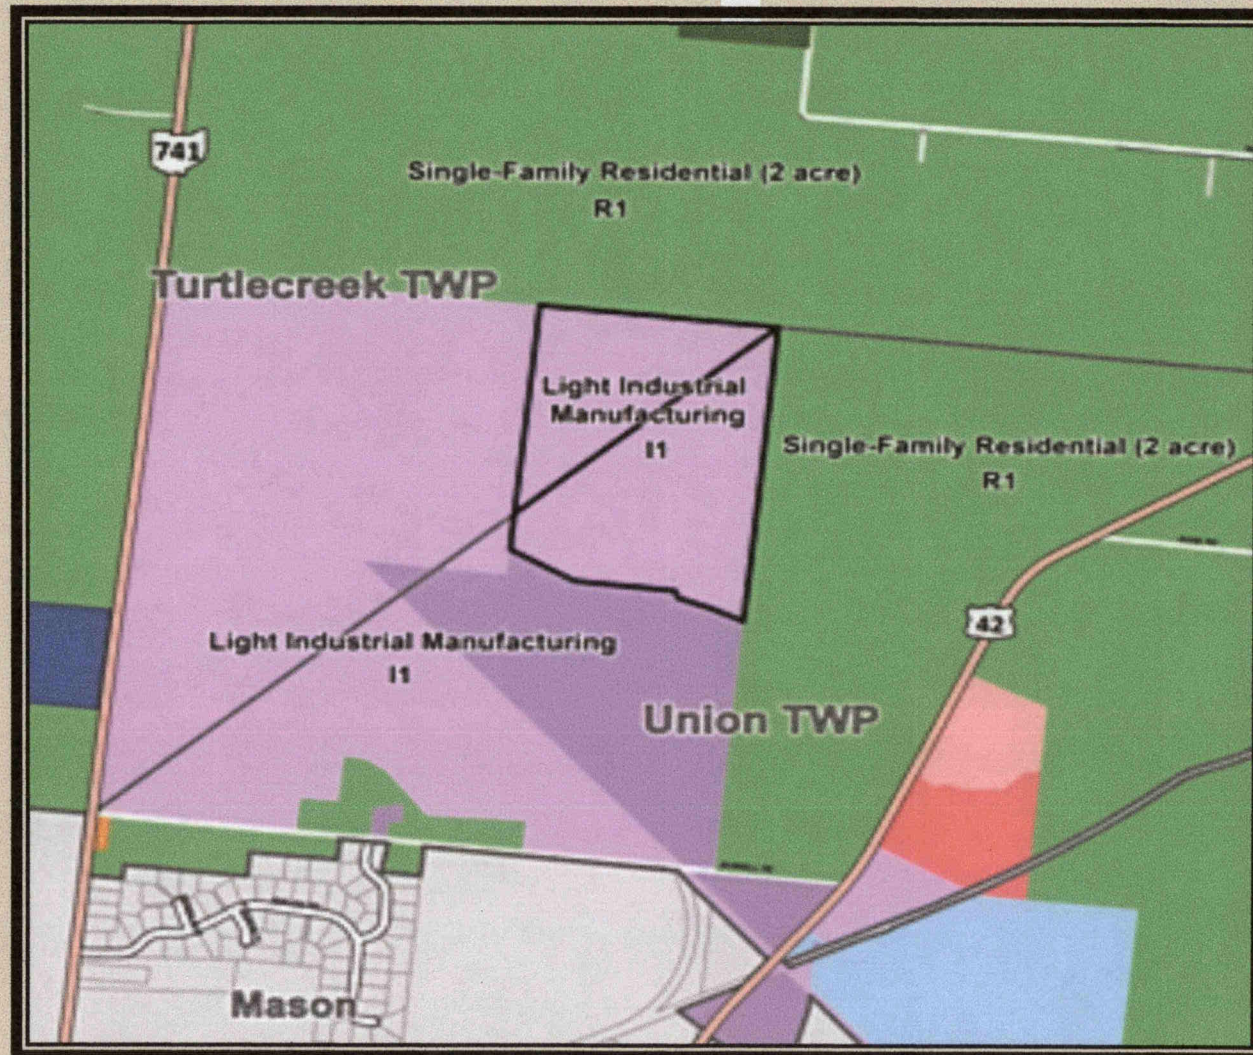 741
Single-Family Residential (2 acre)
R1
Turtlecreek TWP
Light Industrial
Manufacturing
I1
Single-Family Residential (2 acre)
R1
42
Light Industrial Manufacturing
I1
Union TWP
Mason